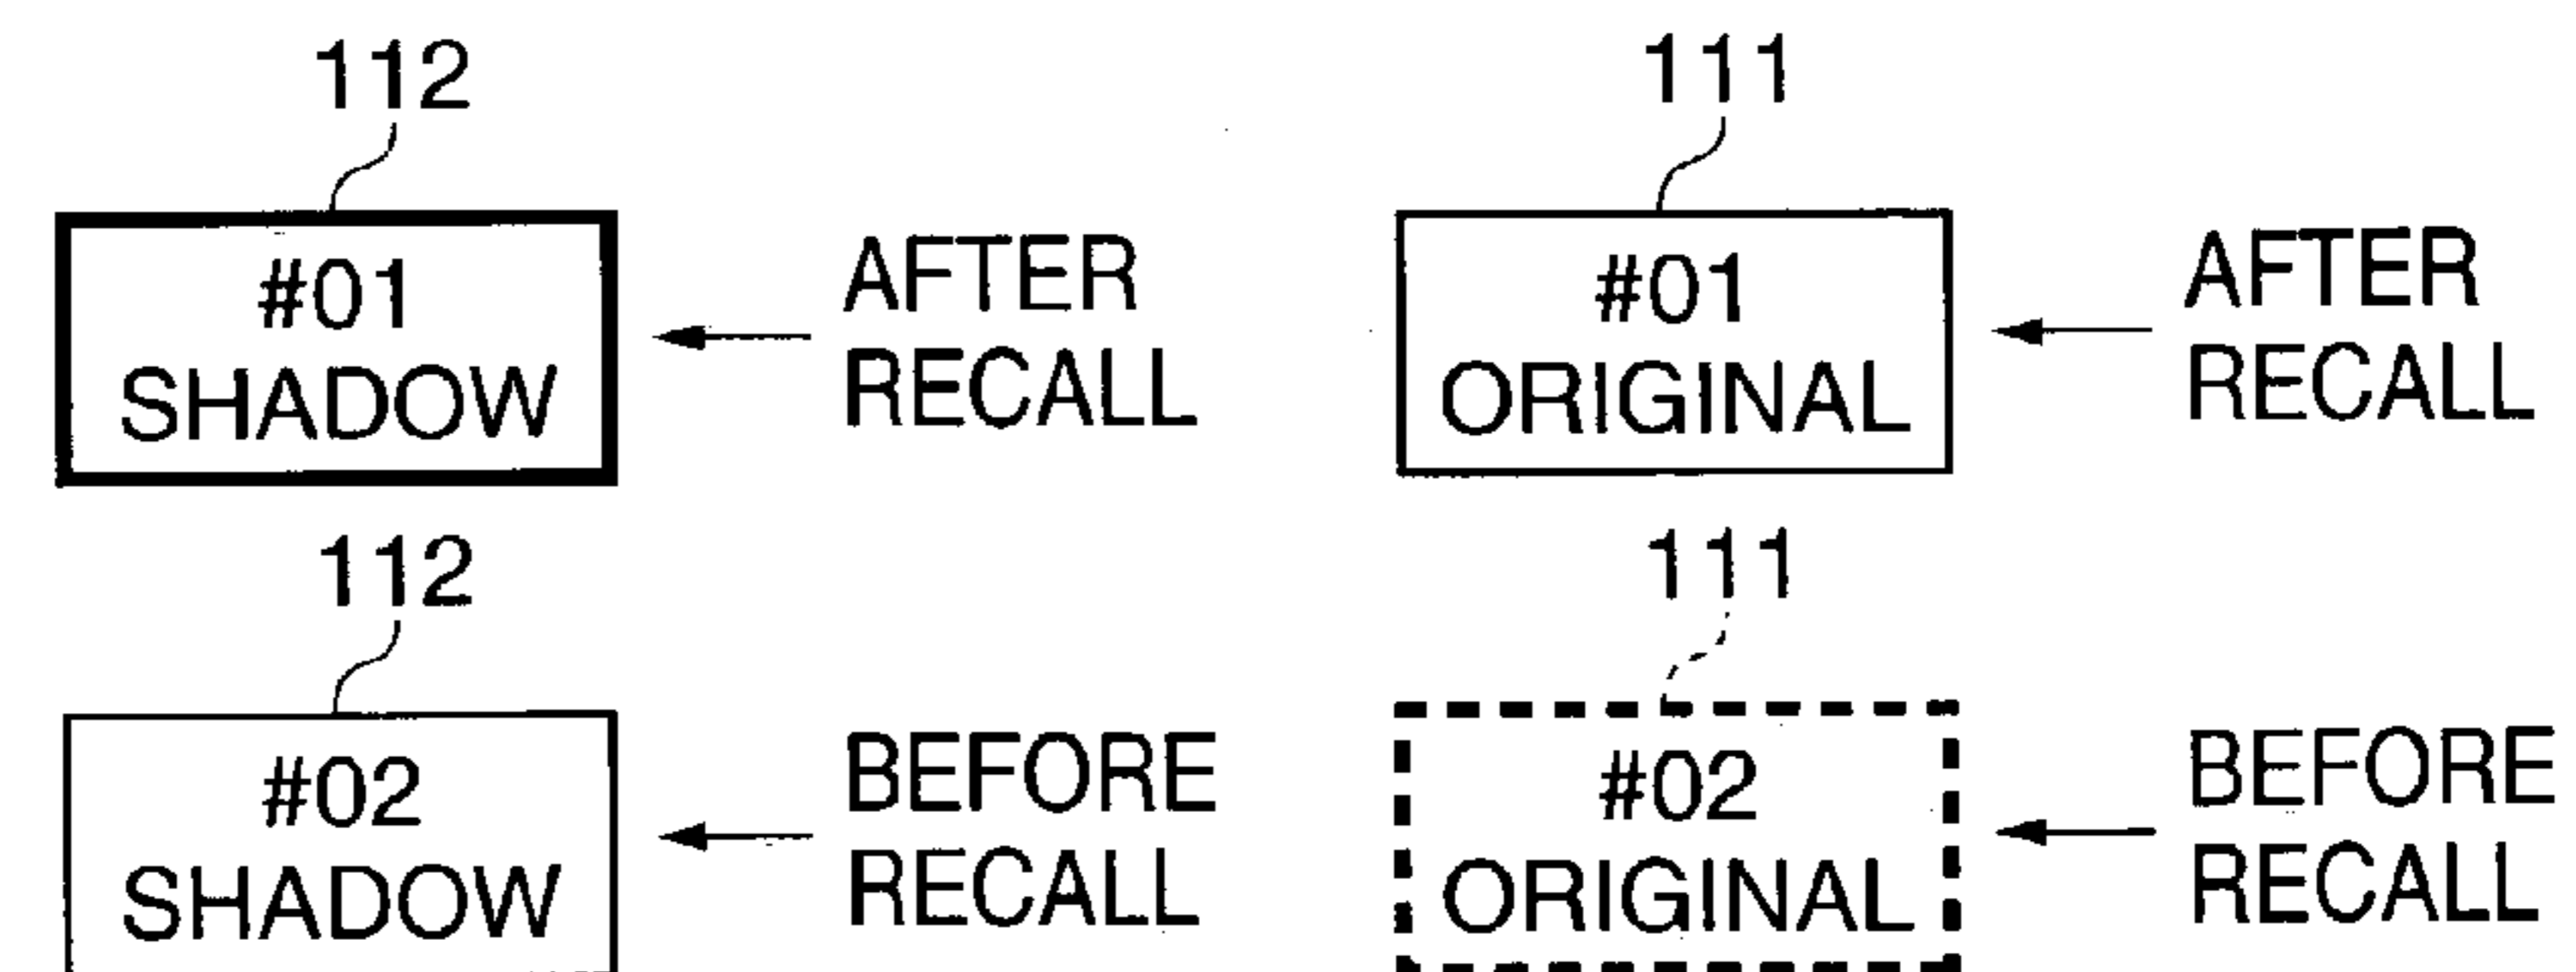 112
#01
SHADOW
AFTER
RECALL
111
#01
ORIGINAL
AFTER
RECALL
112
#02
SHADOW
BEFORE
RECALL
111
#02
ORIGINAL
BEFORE
RECALL